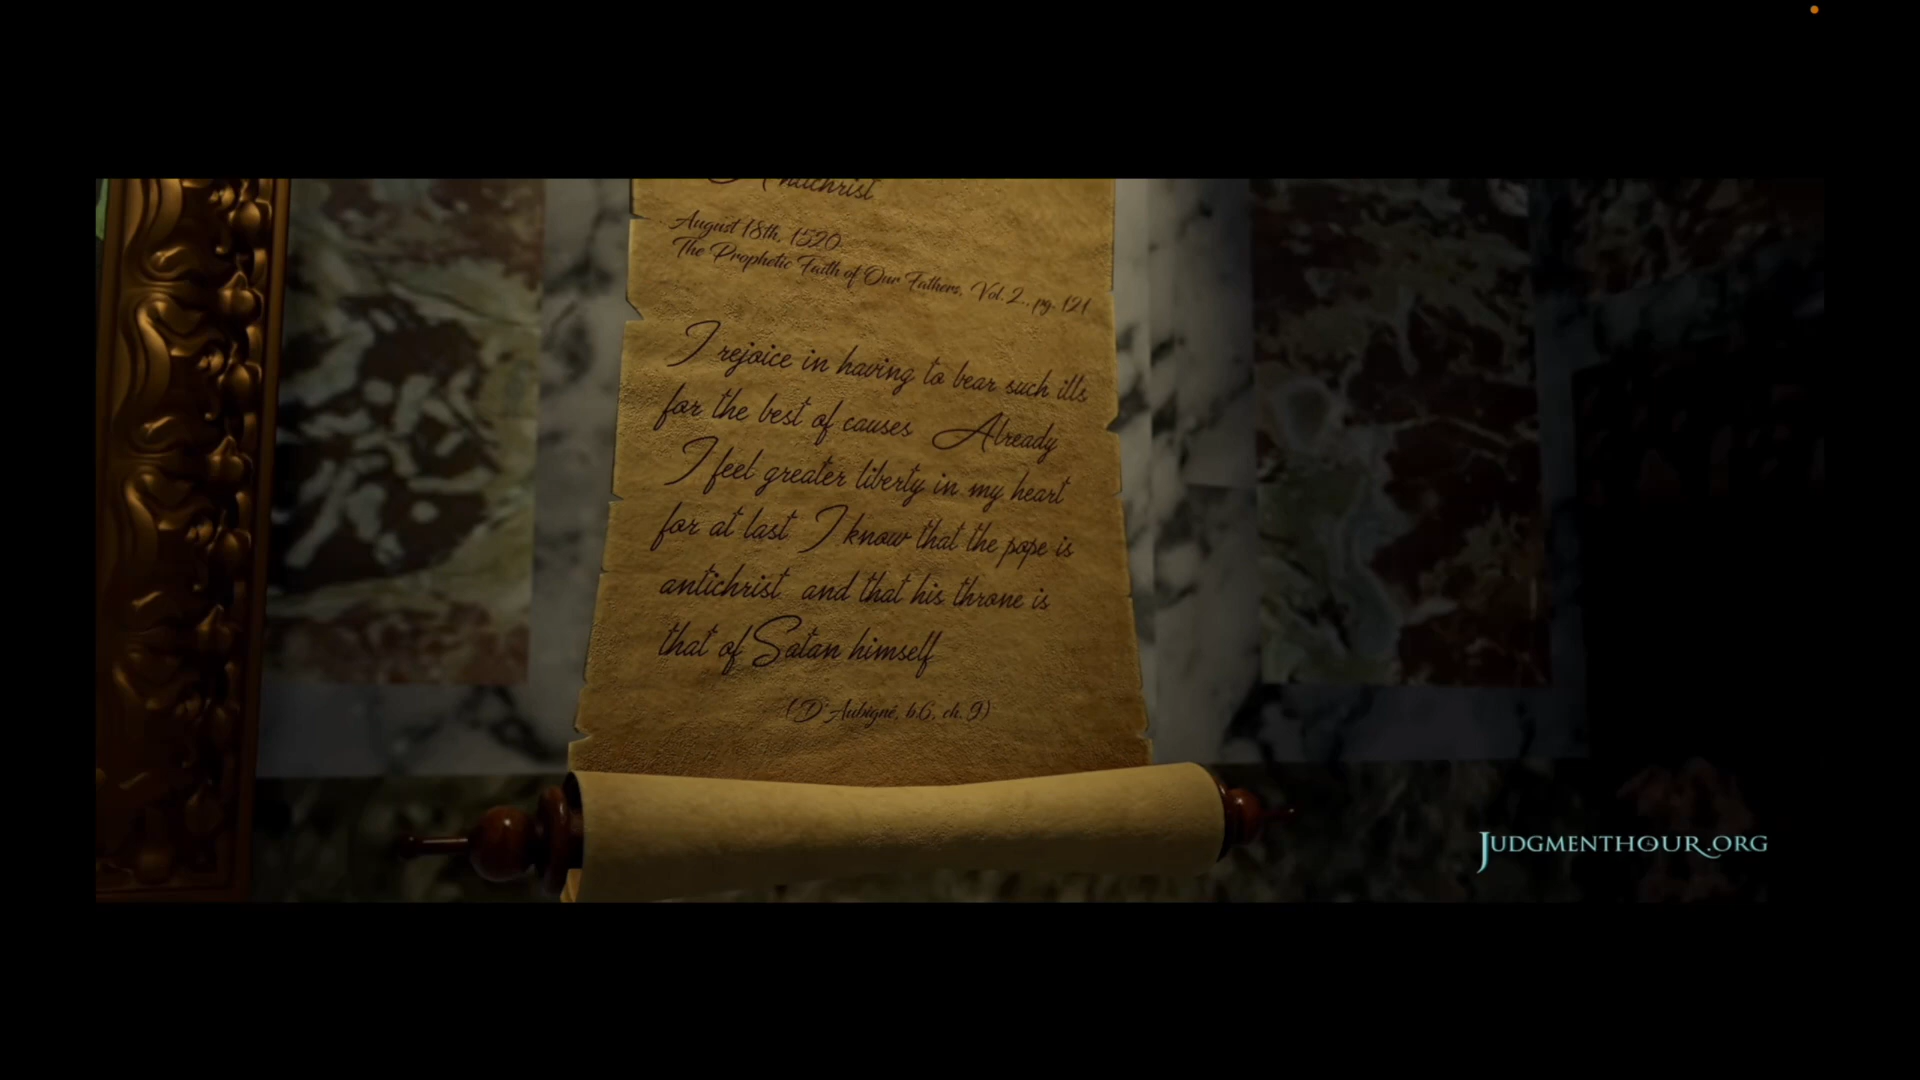 Antichrist
August 18th, 1520
The Prophetic Faith of Our Fathers, Vol. 2., pg. 121
I rejoice in having to bear such ills
for the best of causes Already
I feel greater liberty in my heart
for at last I know that the pope is
antichrist and that his throne is
that of Satan himself
(D'Aubigné, b.6, ch. 9)
JUDGMENTHOUR.ORG